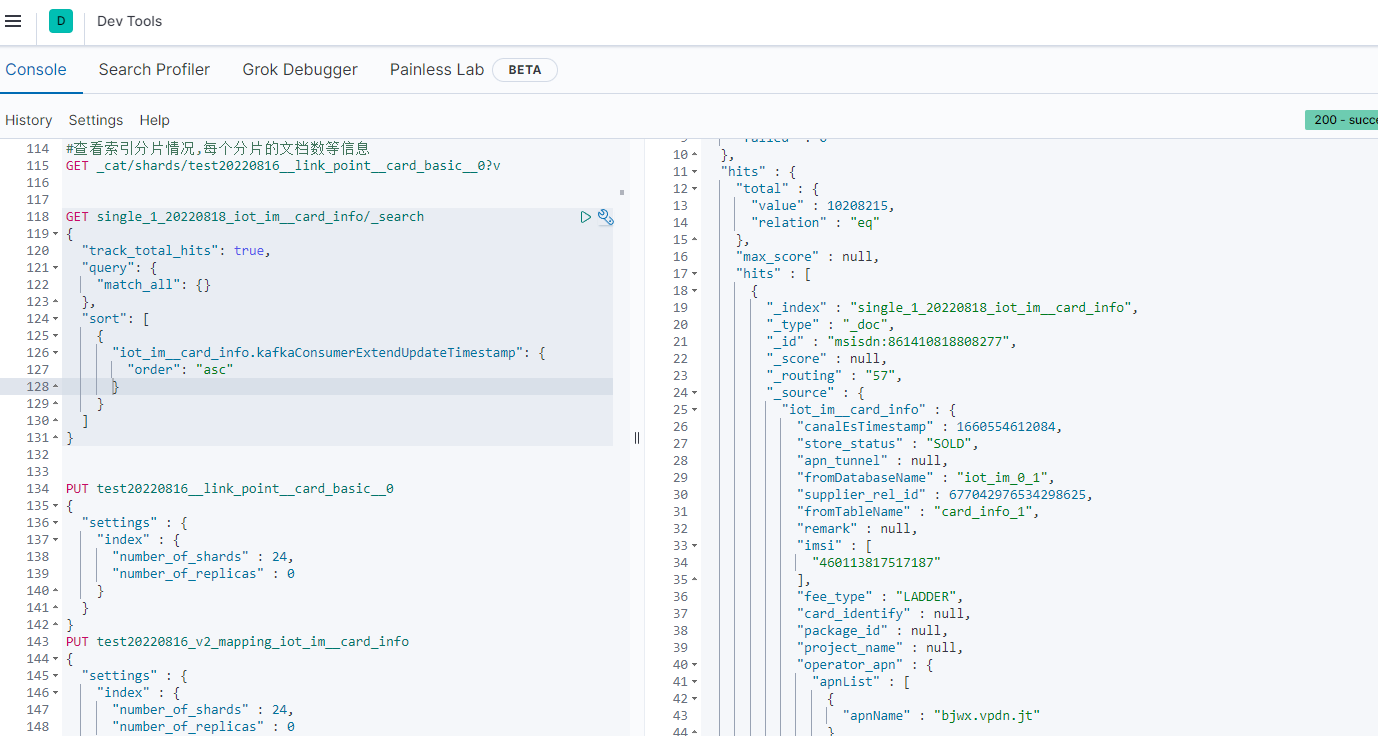 D Dev Tools
Console Search Profiler Grok Debugger Painless Lab BETA
History Settings Help
200 - succe
114 #查看索引分片情况,每个分片的文档数等信息
115 GET _cat/shards/test20220816__link_point__card_basic__0?v
116
117
118 GET single_1_20220818_iot_im__card_info/_search
119 {
120 "track_total_hits": true,
121 "query": {
122 "match_all": {}
123 },
124 "sort": [
125 {
126 "iot_im__card_info.kafkaConsumerExtendUpdateTimestamp": {
127 "order": "asc"
128 }
129 }
130 ]
131 }
132
133
134 PUT test20220816__link_point__card_basic__0
135 {
136 "settings" : {
137 "index" : {
138 "number_of_shards" : 24,
139 "number_of_replicas" : 0
140 }
141 }
142 }
143 PUT test20220816_v2_mapping_iot_im__card_info
144 {
145 "settings" : {
146 "index" : {
147 "number_of_shards" : 24,
148 "number_of_replicas" : 0
9 "failed" : 0
10 },
11 "hits" : {
12 "total" : {
13 "value" : 10208215,
14 "relation" : "eq"
15 },
16 "max_score" : null,
17 "hits" : [
18 {
19 "_index" : "single_1_20220818_iot_im__card_info",
20 "_type" : "_doc",
21 "_id" : "msisdn:861410818808277",
22 "_score" : null,
23 "_routing" : "57",
24 "_source" : {
25 "iot_im__card_info" : {
26 "canalEsTimestamp" : 1660554612084,
27 "store_status" : "SOLD",
28 "apn_tunnel" : null,
29 "fromDatabaseName" : "iot_im_0_1",
30 "supplier_rel_id" : 677042976534298625,
31 "fromTableName" : "card_info_1",
32 "remark" : null,
33 "imsi" : [
34 "460113817517187"
35 ],
36 "fee_type" : "LADDER",
37 "card_identify" : null,
38 "package_id" : null,
39 "project_name" : null,
40 "operator_apn" : {
41 "apnList" : [
42 {
43 "apnName" : "bjwx.vpdn.jt"
44 }